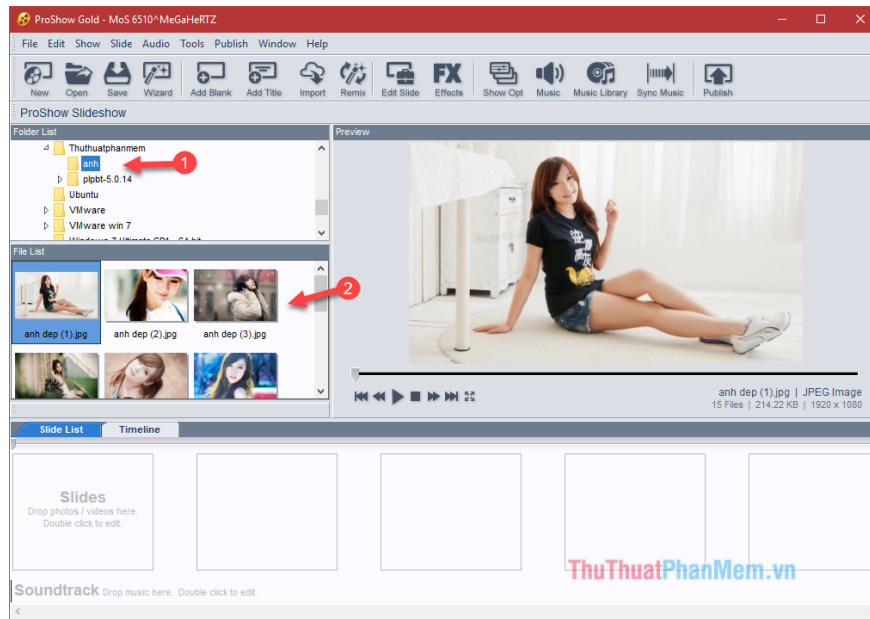 ProShow Gold - MoS 6510^MeGaHeRTZ
File Edit Show Slide Audio Tools Publish Window Help
New Open Save Wizard Add Blank Add Title Import Remix Edit Slide Effects Show Opt Music Music Library Sync Music Publish
FX
ProShow Slideshow
Folder List
Thuthuatphanmem
anh
1
plpbt-5.0.14
Ubuntu
VMware
VMware win 7
Preview
File List
2
anh dep (1).jpg anh dep (2).jpg anh dep (3).jpg
anh dep (1).jpg | JPEG Image
15 Files | 214.22 KB | 1920 x 1080
Slide List Timeline
Slides
Drop photos / videos here.
Double click to edit.
ThuThuatPhanMem.vn
Soundtrack Drop music here. Double click to edit.